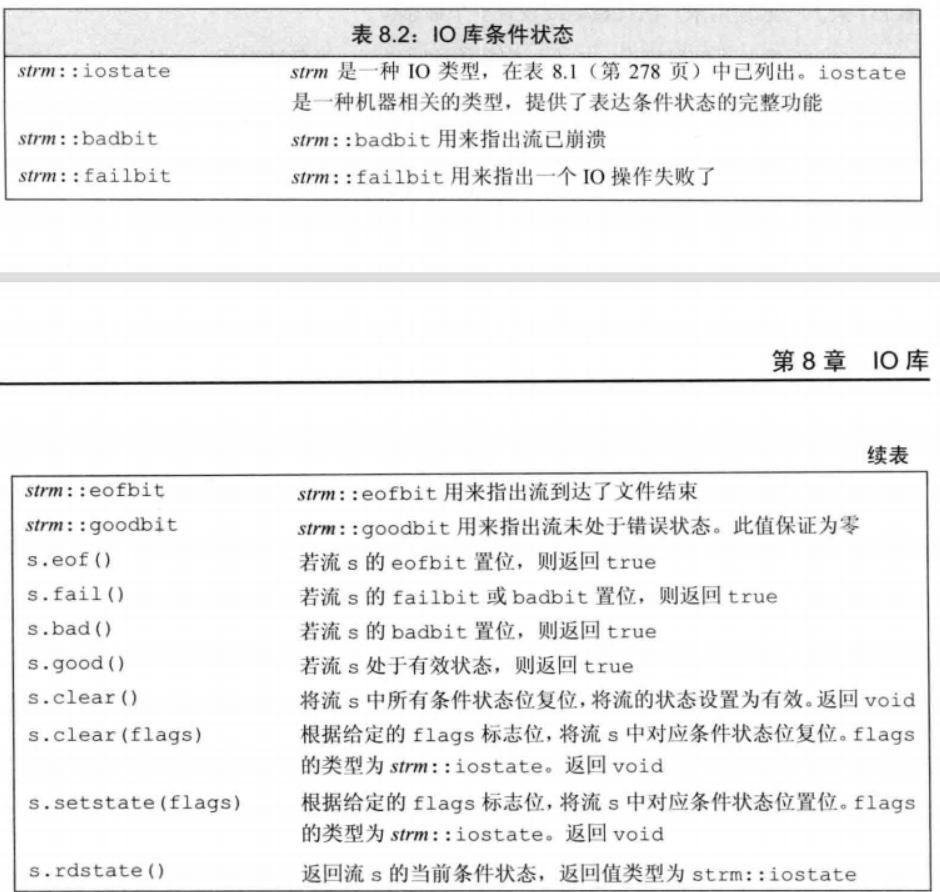 表 8.2：IO 库条件状态
strm::iostate strm 是一种 IO 类型，在表 8.1（第 278 页）中已列出。iostate
是一种机器相关的类型，提供了表达条件状态的完整功能
strm::badbit strm::badbit 用来指出流已崩溃
strm::failbit strm::failbit 用来指出一个 IO 操作失败了
第 8 章 IO 库
续表
strm::eofbit strm::eofbit 用来指出流到达了文件结束
strm::goodbit strm::goodbit 用来指出流未处于错误状态。此值保证为零
s.eof() 若流 s 的 eofbit 置位，则返回 true
s.fail() 若流 s 的 failbit 或 badbit 置位，则返回 true
s.bad() 若流 s 的 badbit 置位，则返回 true
s.good() 若流 s 处于有效状态，则返回 true
s.clear() 将流 s 中所有条件状态位复位，将流的状态设置为有效。返回 void
s.clear(flags) 根据给定的 flags 标志位，将流 s 中对应条件状态位复位。flags
的类型为 strm::iostate。返回 void
s.setstate(flags) 根据给定的 flags 标志位，将流 s 中对应条件状态位置位。flags
的类型为 strm::iostate。返回 void
s.rdstate() 返回流 s 的当前条件状态，返回值类型为 strm::iostate